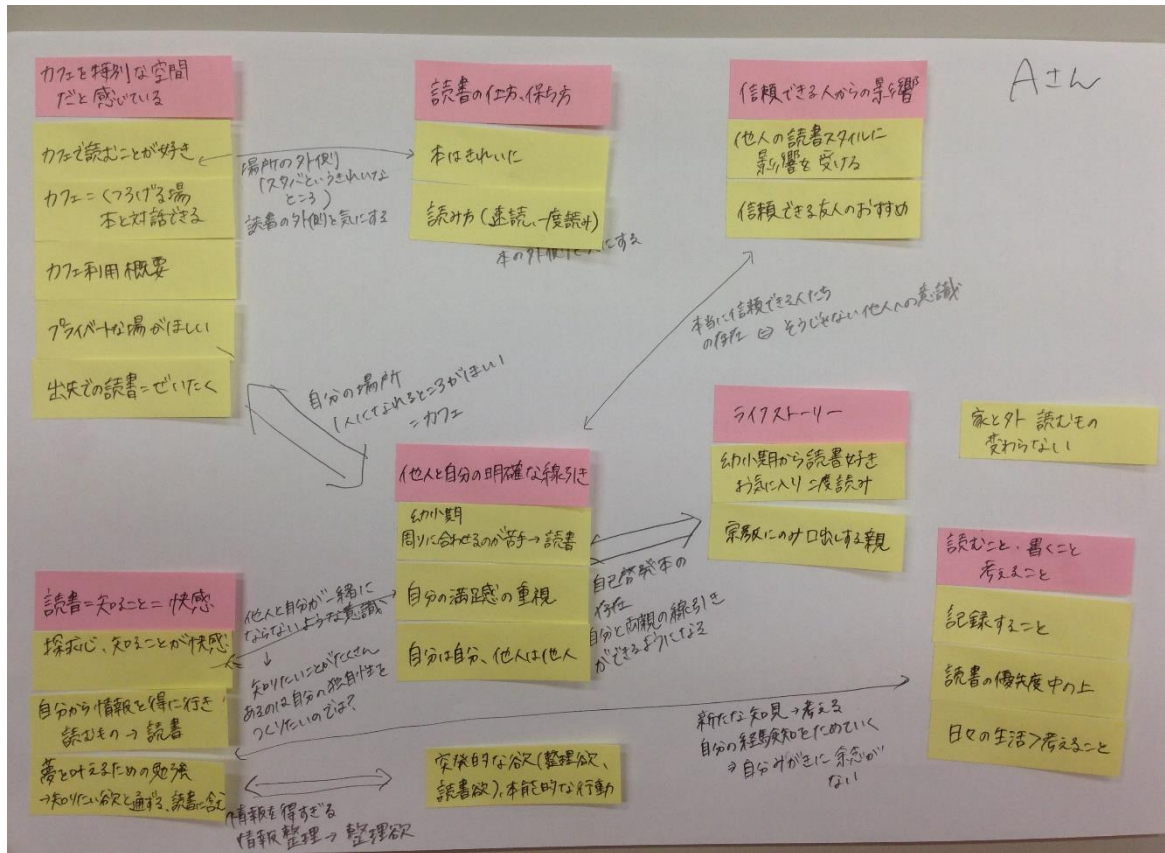 Aさん
カフェを特別な空間
だと感じている
カフェで読むことが好き
カフェ=くつろげる場
本と対話できる
カフェ利用概要
プライベートな場がほしい
出先での読書=ぜいたく
場所の外側
(スタバというきれいな
ところ)
読書の外側を気にする
読書の仕方、保ち方
本はきれいに
読み方(速読、一度読み)
本の外側を気にする
信頼できる人からの影響
他人の読書スタイルに
影響を受ける
信頼できる友人のおすすめ
本当に信頼できる人たち
の存在 ⇔ そうじゃない他人への意識
自分の場所
1人になれるところがほしい
=カフェ
他人と自分の明確な線引き
幼小期
周りに合わせるのが苦手→読書
自分の満足感の重視
自分は自分、他人は他人
ライフストーリー
幼小期から読書好き
お気に入り二度読み
宗教にのみ口出しする親
自己啓発本の
存在
自分と両親の線引き
ができるようになる
家と外 読むもの
変わらない
読書=知ること=快感
探求心、知ることが快感
自分から情報を得に行き
読むもの→読書
夢を叶えるための勉強
→知りたい欲と通ずる、読書に含む
他人と自分が一緒に
ならないような意識
↓
知りたいことがたくさん
あるのは自分の独自性を
つくりたいのでは?
突発的な欲(整理欲、
読書欲)、本能的な行動
情報を得すぎる
情報整理→整理欲
読むこと、書くこと
考えること
記録すること
読書の優先度中の上
日々の生活>考えること
新たな知見→考える
自分の経験知をためていく
⇒自分みがきに余念が
ない